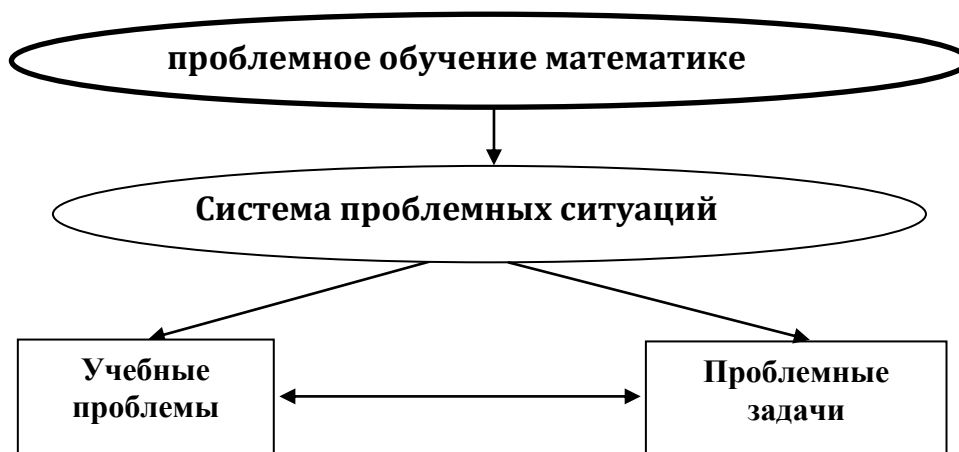 проблемное обучение математике
Система проблемных ситуаций
Учебные
проблемы
Проблемные
задачи